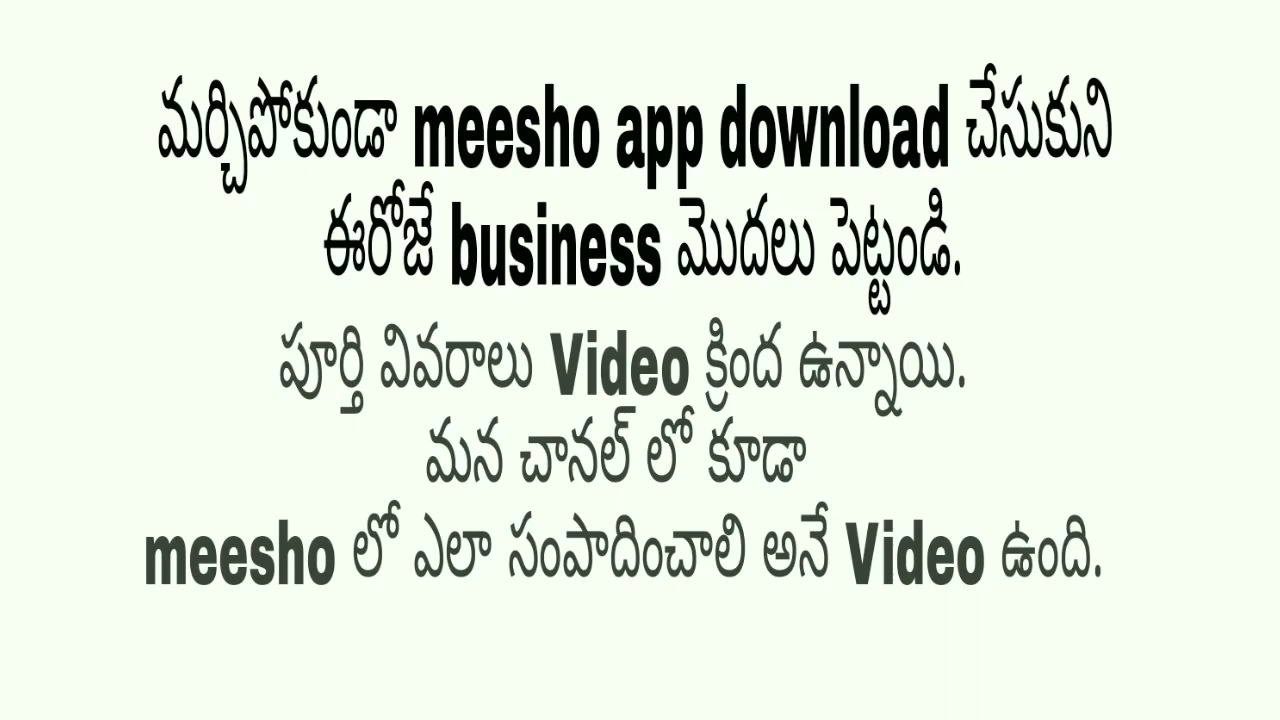 మర్చిపోకుండా meesho app download చేసుకుని
ఈరోజే business మొదలు పెట్టండి.
పూర్తి వివరాలు Video క్రింద ఉన్నాయి.
మన చానల్ లో కూడా
meesho లో ఎలా సంపాదించాలి అనే Video ఉంది.